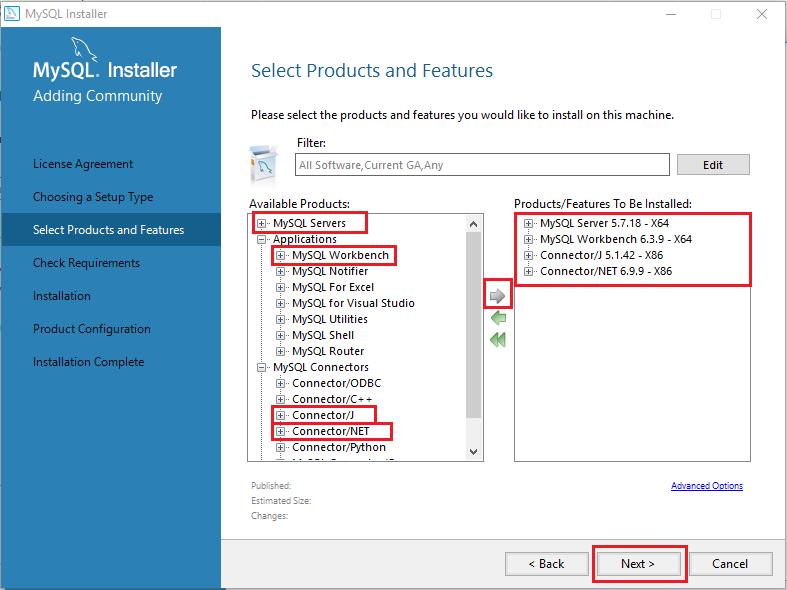 MySQL Installer
MySQL. Installer
Adding Community
License Agreement
Choosing a Setup Type
Select Products and Features
Check Requirements
Installation
Product Configuration
Installation Complete
Select Products and Features
Please select the products and features you would like to install on this machine.
Filter:
All Software,Current GA,Any
Edit
Available Products:
MySQL Servers
Applications
MySQL Workbench
MySQL Notifier
MySQL For Excel
MySQL for Visual Studio
MySQL Utilities
MySQL Shell
MySQL Router
MySQL Connectors
Connector/ODBC
Connector/C++
Connector/J
Connector/NET
Connector/Python
Products/Features To Be Installed:
MySQL Server 5.7.18 - X64
MySQL Workbench 6.3.9 - X64
Connector/J 5.1.42 - X86
Connector/NET 6.9.9 - X86
Published:
Estimated Size:
Changes:
Advanced Options
< Back
Next >
Cancel